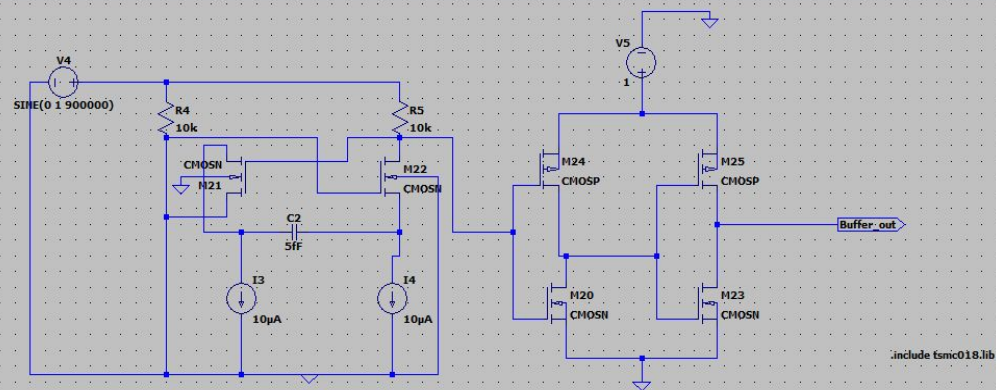 V4
SINE(0 1 900000)
R4
10k
R5
10k
CMOSN
M21
M22
CMOSN
C2
5fF
I3
10µA
I4
10µA
V5
1
M24
CMOSP
M25
CMOSP
Buffer_out
M20
CMOSN
M23
CMOSN
.include tsmc018.lib